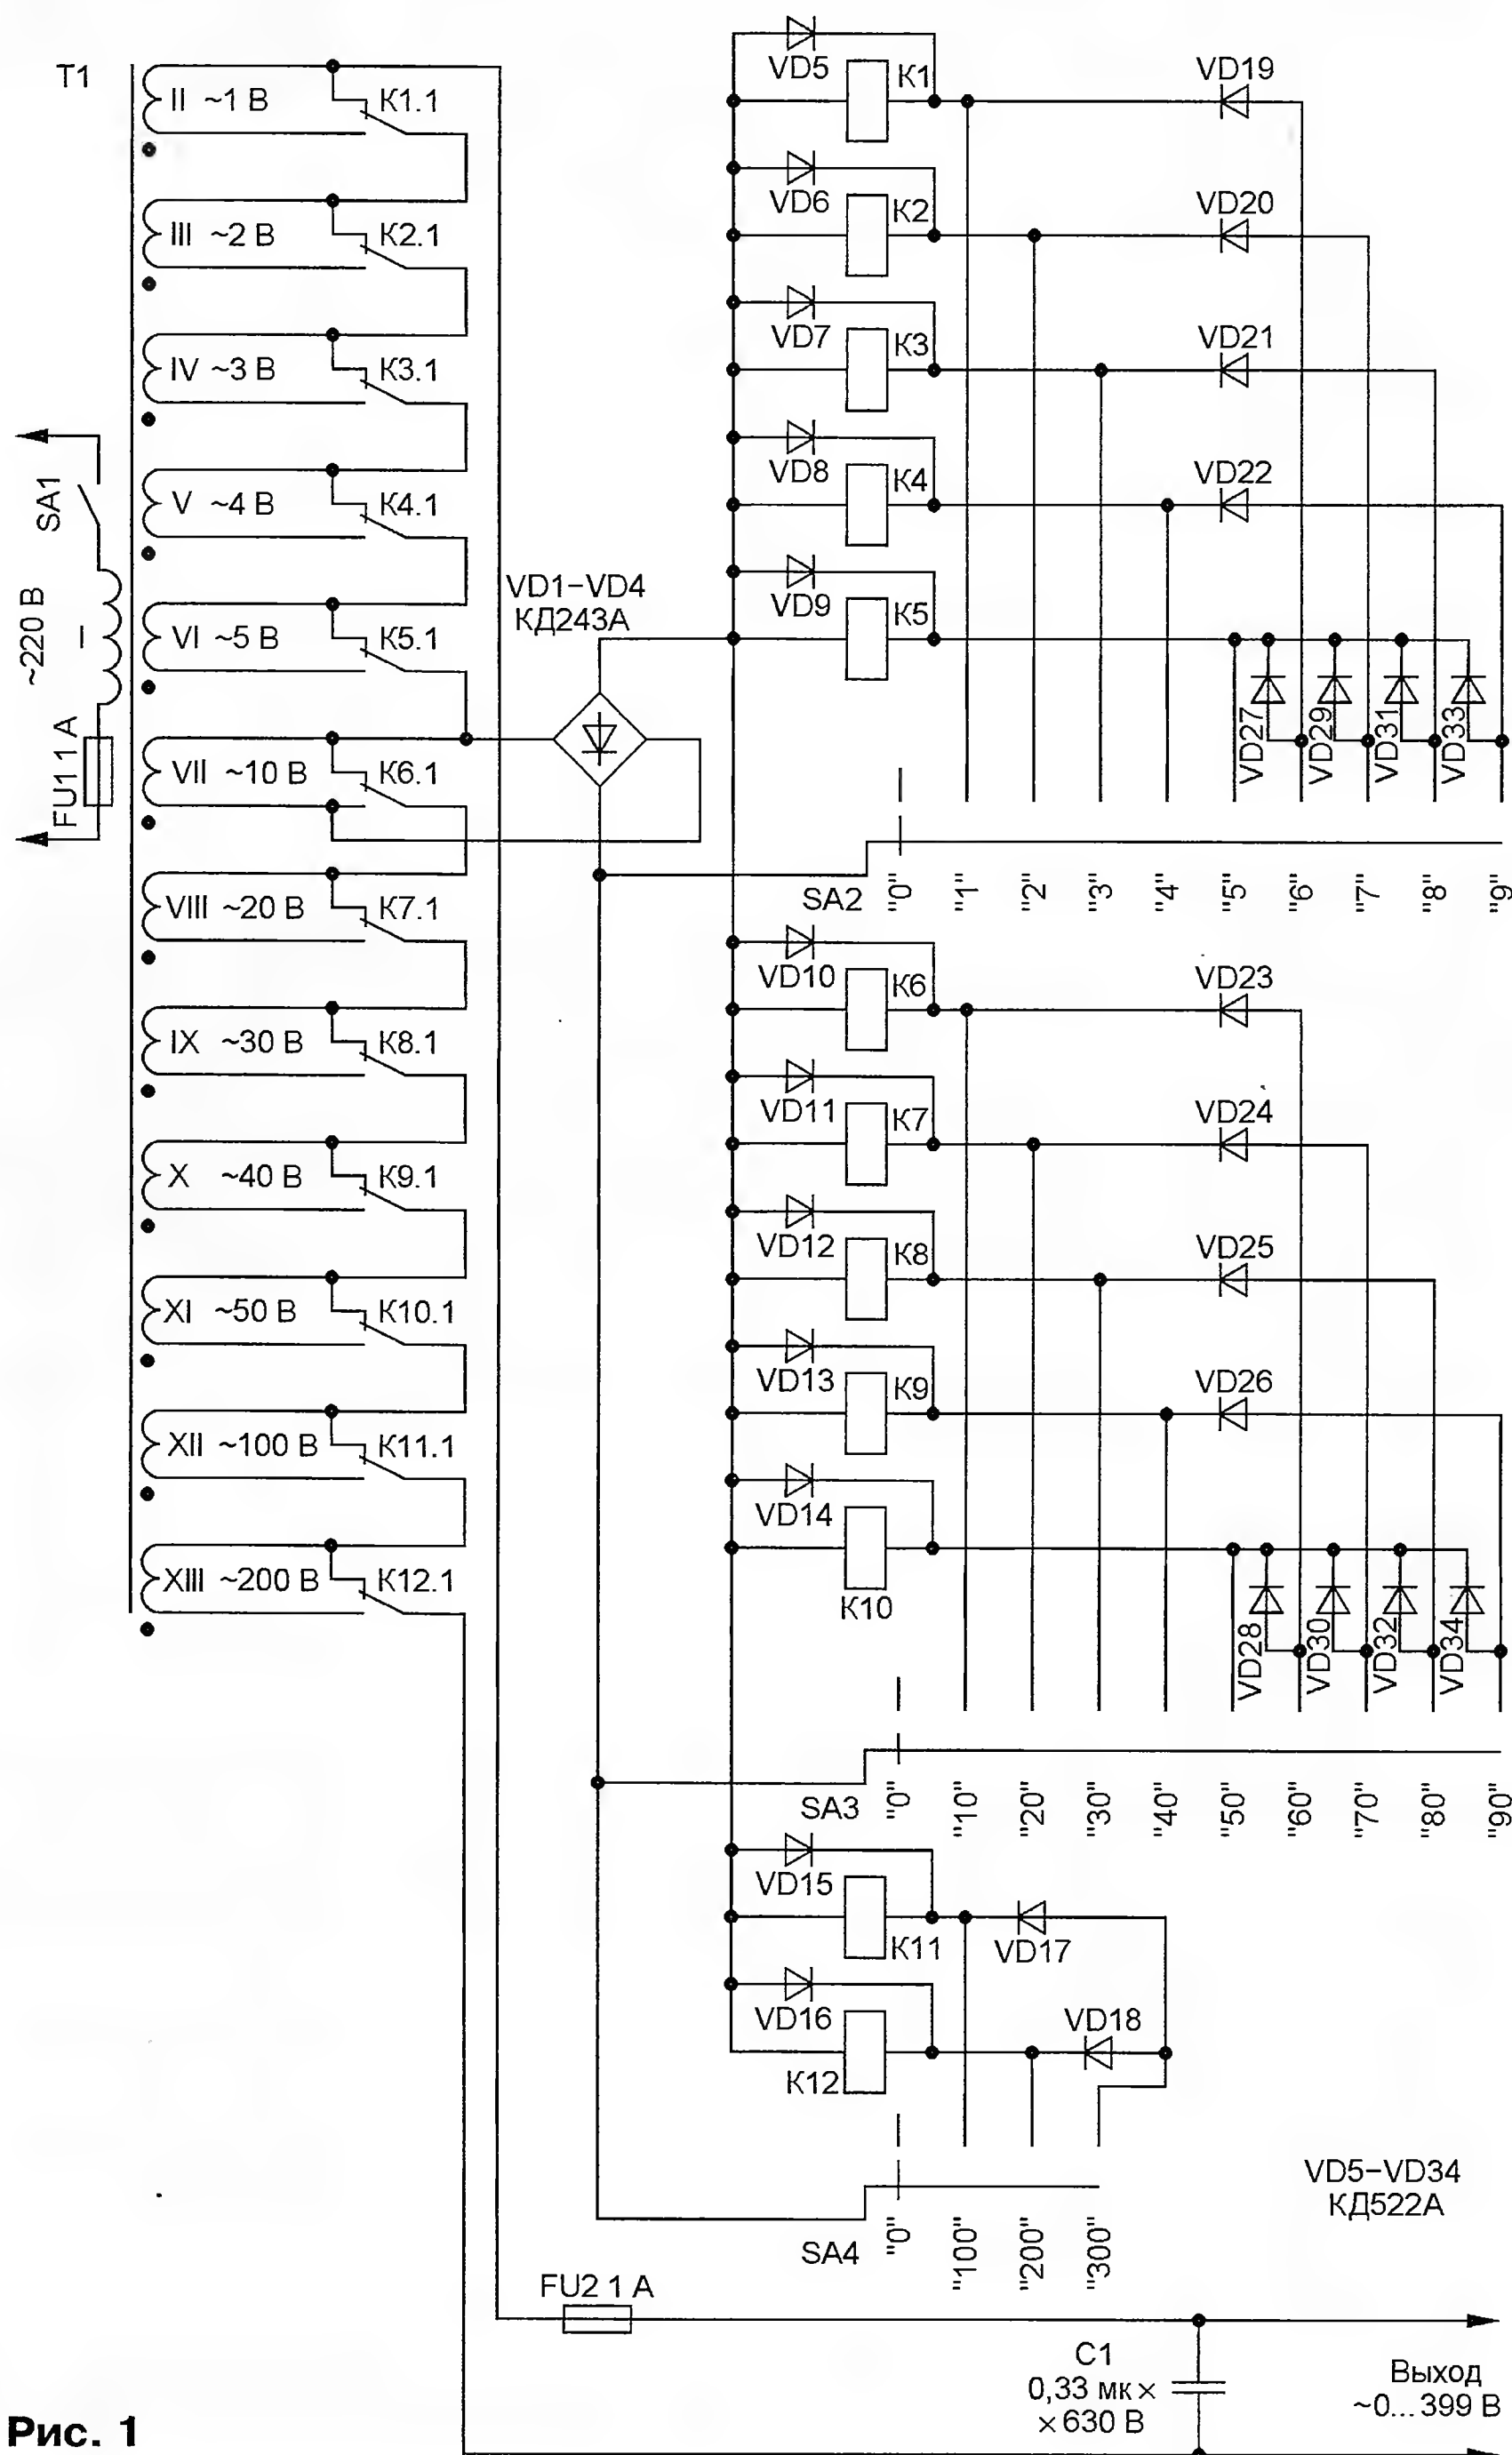 T1
II ~1 В
К1.1
III ~2 В
К2.1
IV ~3 В
К3.1
V ~4 В
К4.1
VI ~5 В
К5.1
VII ~10 В
К6.1
VIII ~20 В
К7.1
IX ~30 В
К8.1
X ~40 В
К9.1
XI ~50 В
К10.1
XII ~100 В
К11.1
XIII ~200 В
К12.1
SA1
~220 В
I
FU1 1 А
VD1–VD4
КД243А
VD5
К1
VD19
VD6
К2
VD20
VD7
К3
VD21
VD8
К4
VD22
VD9
К5
VD27
VD29
VD31
VD33
SA2
"0"
"1"
"2"
"3"
"4"
"5"
"6"
"7"
"8"
"9"
VD10
К6
VD23
VD11
К7
VD24
VD12
К8
VD25
VD13
К9
VD26
VD14
К10
VD28
VD30
VD32
VD34
SA3
"0"
"10"
"20"
"30"
"40"
"50"
"60"
"70"
"80"
"90"
VD15
К11
VD17
VD16
К12
VD18
SA4
"0"
"100"
"200"
"300"
VD5–VD34
КД522А
FU2 1 А
C1
0,33 мк ×
× 630 В
Выход
~0... 399 В
Рис. 1